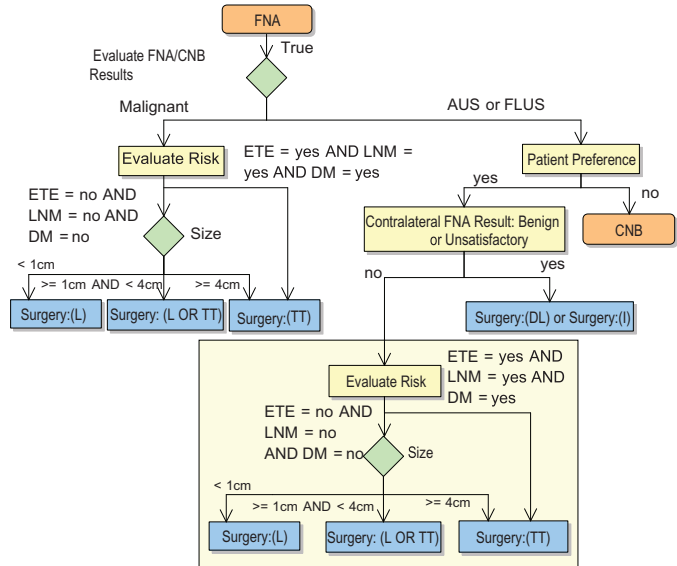 FNA
True
Evaluate FNA/CNB
Results
Malignant
AUS or FLUS
Evaluate Risk
ETE = yes AND LNM =
yes AND DM = yes
Patient Preference
ETE = no AND
LNM = no AND
DM = no
Size
yes
no
Contralateral FNA Result: Benign
or Unsatisfactory
CNB
< 1cm
>= 1cm AND < 4cm
>= 4cm
no
yes
Surgery:(L)
Surgery: (L OR TT)
Surgery:(TT)
Surgery:(DL) or Surgery:(I)
Evaluate Risk
ETE = yes AND
LNM = yes AND
DM = yes
ETE = no AND
LNM = no
AND DM = no
Size
< 1cm
>= 1cm AND < 4cm
>= 4cm
Surgery:(L)
Surgery: (L OR TT)
Surgery:(TT)